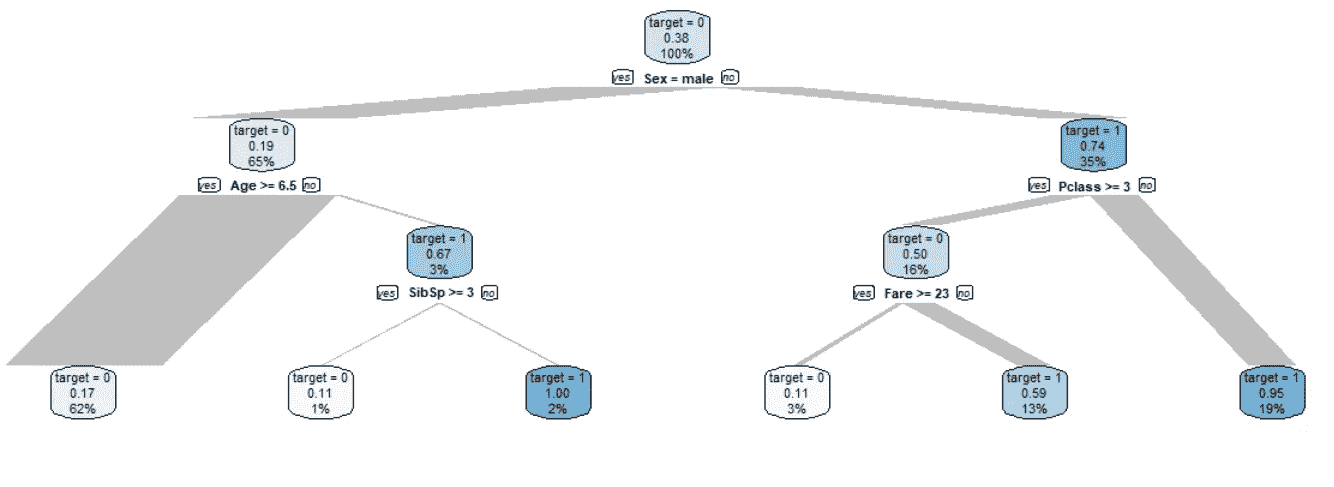 target = 0
0.38
100%
yes Sex = male no
target = 0
0.19
65%
target = 1
0.74
35%
yes Age >= 6.5 no
yes Pclass >= 3 no
target = 1
0.67
3%
target = 0
0.50
16%
yes SibSp >= 3 no
yes Fare >= 23 no
target = 0
0.17
62%
target = 0
0.11
1%
target = 1
1.00
2%
target = 0
0.11
3%
target = 1
0.59
13%
target = 1
0.95
19%